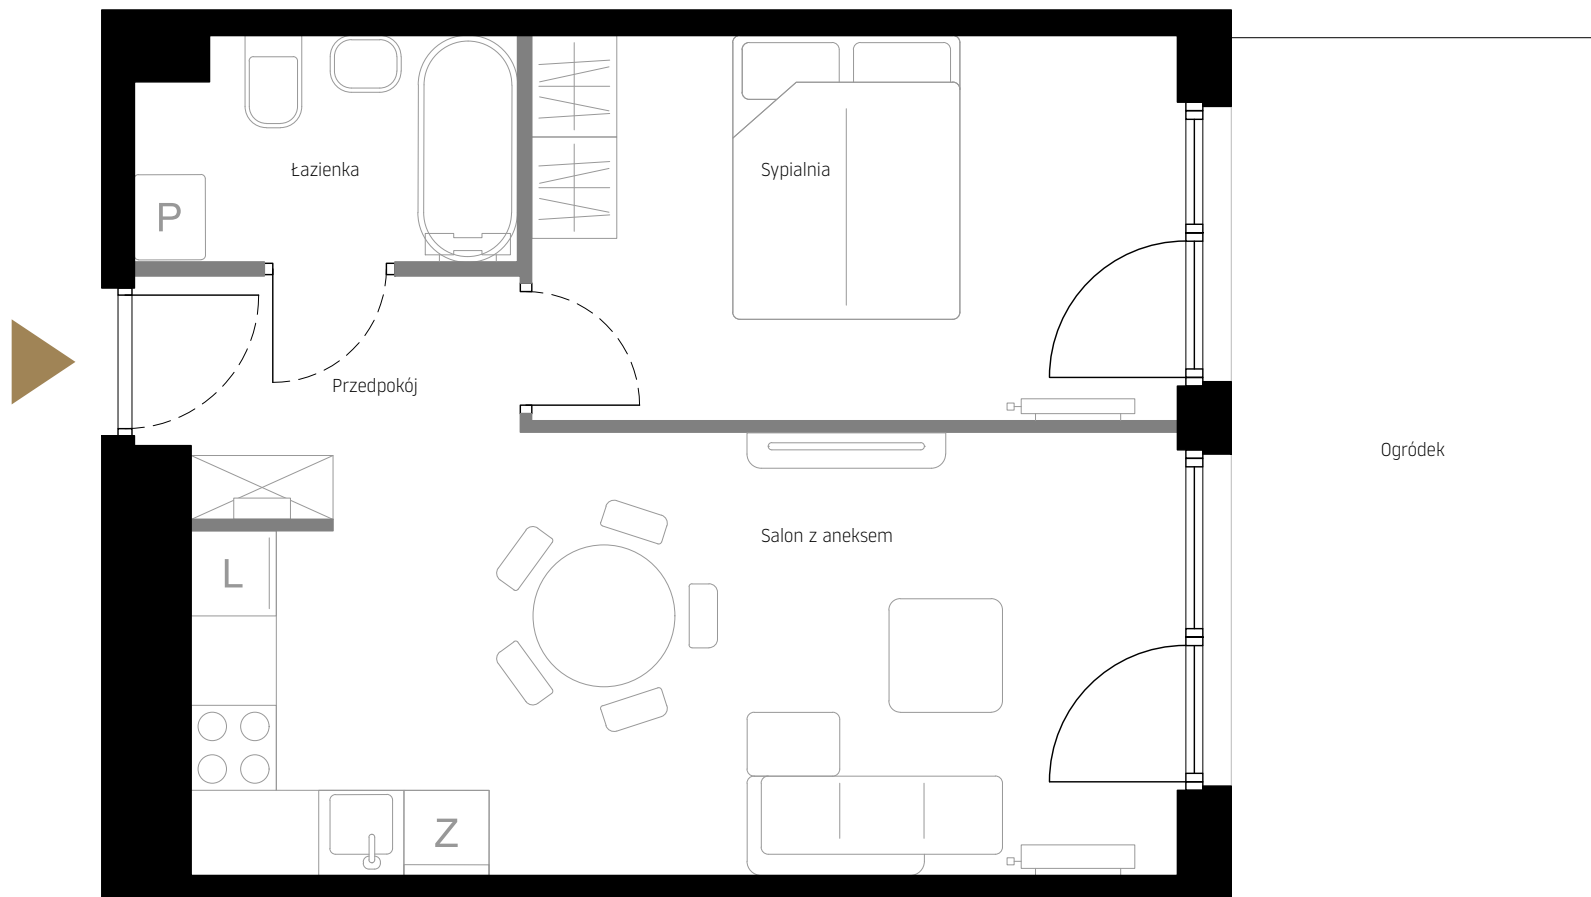 Łazienka
Sypialnia
P
Przedpokój
Ogródek
Salon z aneksem
L
Z